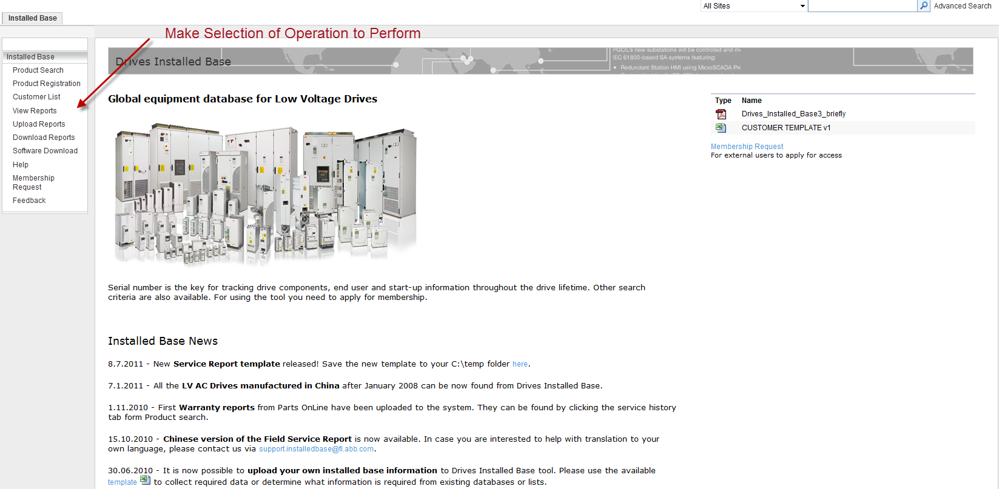 All Sites
Advanced Search
Installed Base
Make Selection of Operation to Perform
Installed Base
Product Search
Product Registration
Customer List
View Reports
Upload Reports
Download Reports
Software Download
Help
Membership
Request
Feedback
Drives Installed Base
PGCIL's new substations will be controlled and
IEC 61850-based SA systems featuring:
• Redundant Station HMI using MicroSCADA
Global equipment database for Low Voltage Drives
Type Name
Drives_Installed_Base3_briefly
CUSTOMER TEMPLATE v1
Membership Request
For external users to apply for access
Serial number is the key for tracking drive components, end user and start-up information throughout the drive lifetime. Other search
criteria are also available. For using the tool you need to apply for membership.
Installed Base News
8.7.2011 - New Service Report template released! Save the new template to your C:\temp folder here.
7.1.2011 - All the LV AC Drives manufactured in China after January 2008 can be now found from Drives Installed Base.
1.11.2010 - First Warranty reports from Parts OnLine have been uploaded to the system. They can be found by clicking the service history
tab form Product search.
15.10.2010 - Chinese version of the Field Service Report is now available. In case you are interested to help with translation to your
own language, please contact us via support.installedbase@fi.abb.com.
30.06.2010 - It is now possible to upload your own installed base information to Drives Installed Base tool. Please use the available
template to collect required data or determine what information is required from existing databases or lists.